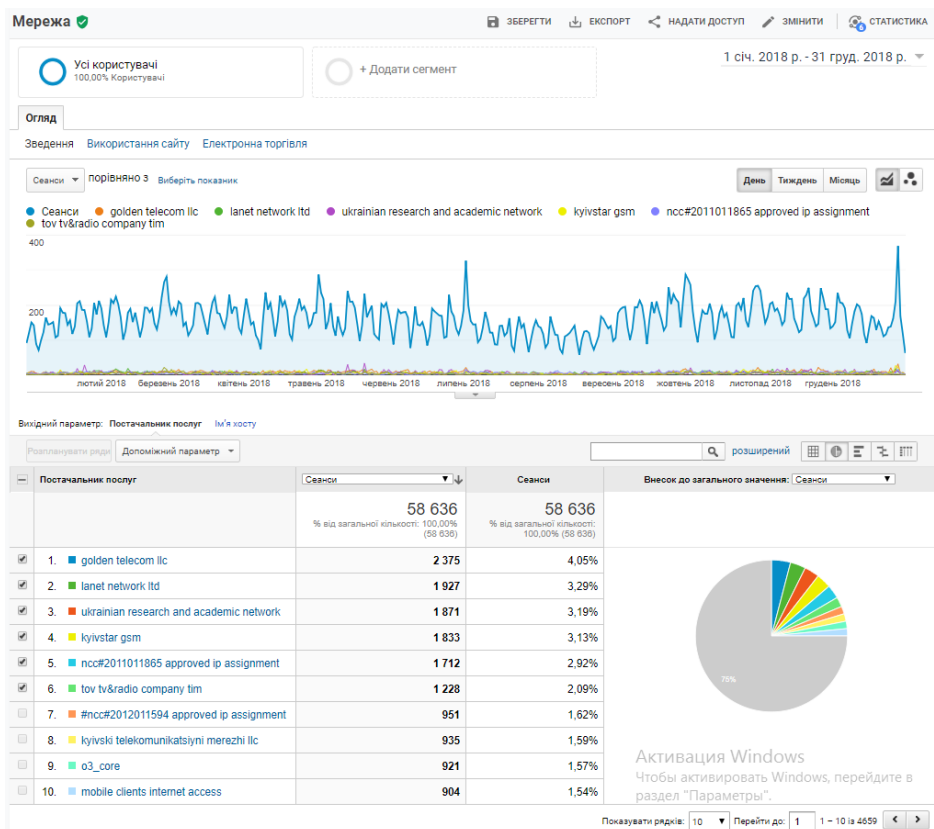 Мережа
ЗБЕРЕГТИ ЕКСПОРТ НАДАТИ ДОСТУП ЗМІНИТИ СТАТИСТИКА
Усі користувачі
100,00% Користувачі
+ Додати сегмент
1 січ. 2018 р. - 31 груд. 2018 р.
Огляд
Зведення Використання сайту Електронна торгівля
Сеанси порівняно з Виберіть показник
День Тиждень Місяць
Сеанси golden telecom llc lanet network ltd ukrainian research and academic network kyivstar gsm ncc#2011011865 approved ip assignment
tov tv&radio company tim
400
200
лютий 2018 березень 2018 квітень 2018 травень 2018 червень 2018 липень 2018 серпень 2018 вересень 2018 жовтень 2018 листопад 2018 грудень 2018
Вихідний параметр: Постачальник послуг Ім'я хосту
Розпланувати ряди Допоміжний параметр
розширений
Постачальник послуг Сеанси Сеанси Внесок до загального значення: Сеанси
58 636 58 636
% від загальної кількості: 100,00% (58 636) % від загальної кількості: 100,00% (58 636)
1. golden telecom llc 2 375 4,05%
2. lanet network ltd 1 927 3,29%
3. ukrainian research and academic network 1 871 3,19%
4. kyivstar gsm 1 833 3,13%
5. ncc#2011011865 approved ip assignment 1 712 2,92%
6. tov tv&radio company tim 1 228 2,09%
7. #ncc#2012011594 approved ip assignment 951 1,62%
8. kyivski telekomunikatsiyni merezhi llc 935 1,59%
9. o3_core 921 1,57%
10. mobile clients internet access 904 1,54%
75%
Активация Windows
Чтобы активировать Windows, перейдите в
раздел "Параметры".
Показувати рядків: 10 Перейти до: 1 1 – 10 із 4659